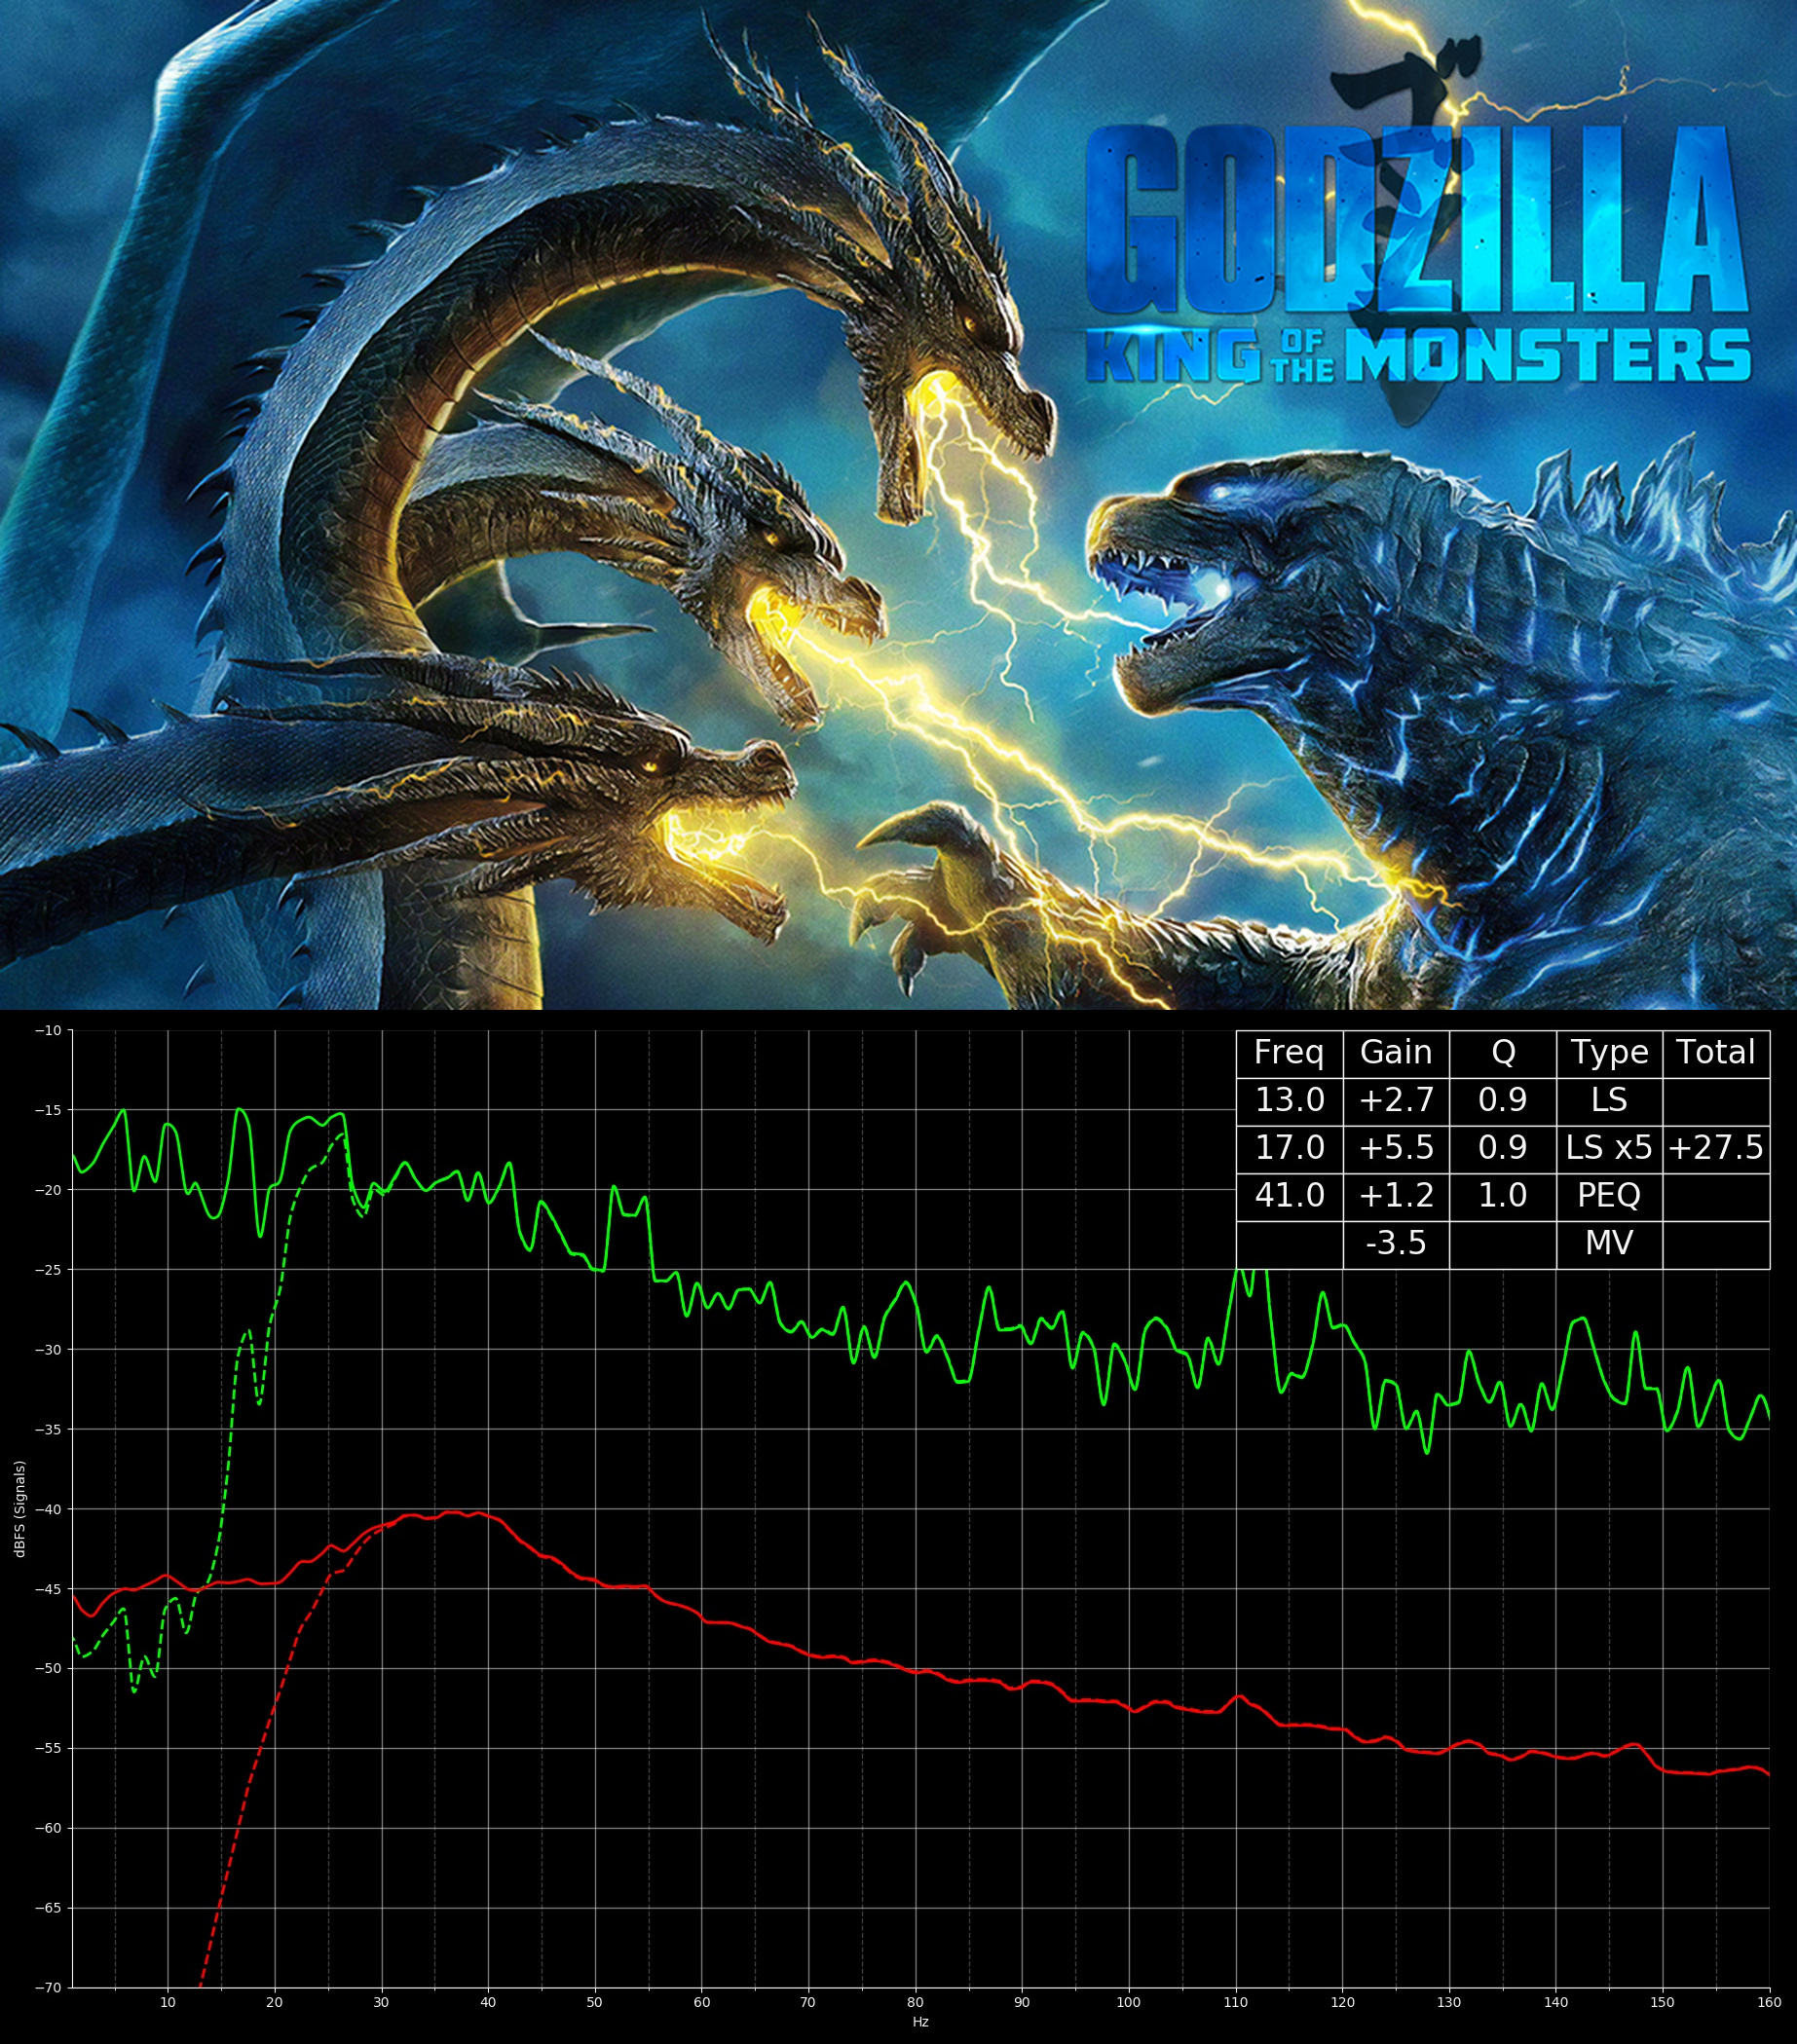 ゴジラ
GODZILLA
KING OF THE MONSTERS
Freq Gain Q Type Total
13.0 +2.7 0.9 LS
17.0 +5.5 0.9 LS x5 +27.5
41.0 +1.2 1.0 PEQ
-3.5 MV
−10
−15
−20
−25
−30
−35
−40
−45
−50
−55
−60
−65
−70
dBFS (Signals)
10 20 30 40 50 60 70 80 90 100 110 120 130 140 150 160
Hz